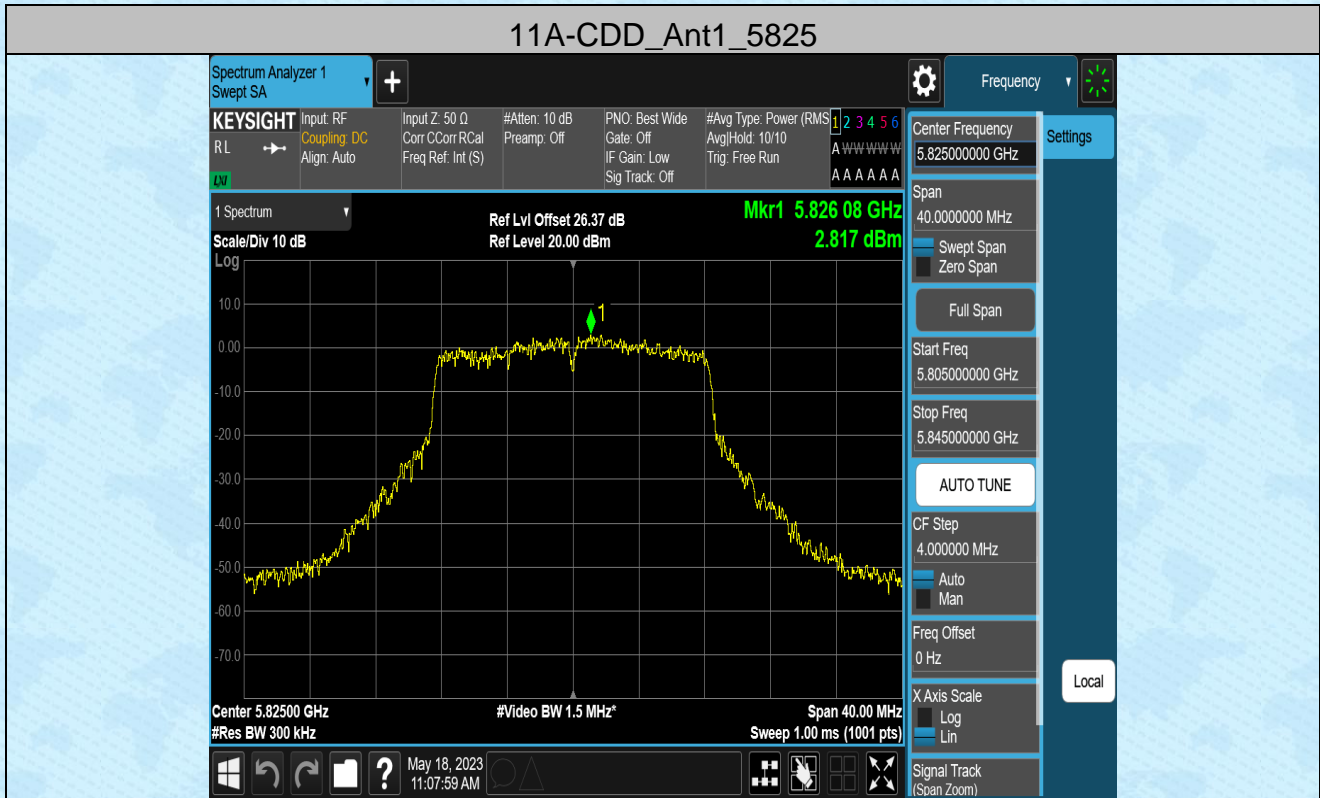 11A-CDD_Ant1_5825
Spectrum Analyzer 1
Swept SA
+
Frequency
KEYSIGHT
RL
LXI
Input: RF
Coupling: DC
Align: Auto
Input Z: 50 Ω
Corr CCorr RCal
Freq Ref: Int (S)
#Atten: 10 dB
Preamp: Off
PNO: Best Wide
Gate: Off
IF Gain: Low
Sig Track: Off
#Avg Type: Power (RMS
Avg|Hold: 10/10
Trig: Free Run
1 2 3 4 5 6
A W W W W W
A A A A A A
1 Spectrum
Scale/Div 10 dB
Log
Ref Lvl Offset 26.37 dB
Ref Level 20.00 dBm
Mkr1 5.826 08 GHz
2.817 dBm
10.0
1
0.00
-10.0
-20.0
-30.0
-40.0
-50.0
-60.0
-70.0
Center 5.82500 GHz
#Res BW 300 kHz
#Video BW 1.5 MHz*
Span 40.00 MHz
Sweep 1.00 ms (1001 pts)
?
May 18, 2023
11:07:59 AM
Center Frequency
5.825000000 GHz
Settings
Span
40.0000000 MHz
Swept Span
Zero Span
Full Span
Start Freq
5.805000000 GHz
Stop Freq
5.845000000 GHz
AUTO TUNE
CF Step
4.000000 MHz
Auto
Man
Freq Offset
0 Hz
X Axis Scale
Log
Lin
Local
Signal Track
(Span Zoom)